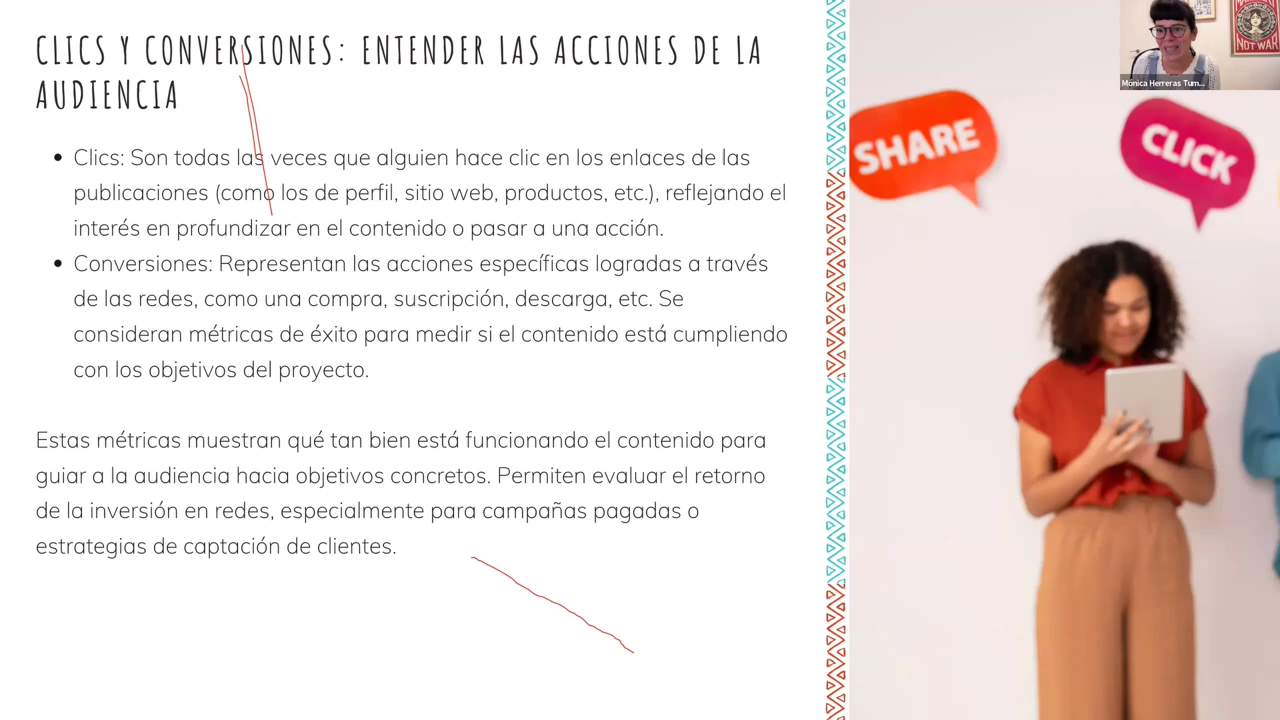 CLICS Y CONVERSIONES: ENTENDER LAS ACCIONES DE LA
AUDIENCIA
• Clics: Son todas las veces que alguien hace clic en los enlaces de las
publicaciones (como los de perfil, sitio web, productos, etc.), reflejando el
interés en profundizar en el contenido o pasar a una acción.
• Conversiones: Representan las acciones específicas logradas a través
de las redes, como una compra, suscripción, descarga, etc. Se
consideran métricas de éxito para medir si el contenido está cumpliendo
con los objetivos del proyecto.
Estas métricas muestran qué tan bien está funcionando el contenido para
guiar a la audiencia hacia objetivos concretos. Permiten evaluar el retorno
de la inversión en redes, especialmente para campañas pagadas o
estrategias de captación de clientes.
SHARE
CLICK
NOT WAR
Mónica Herreras Tum...